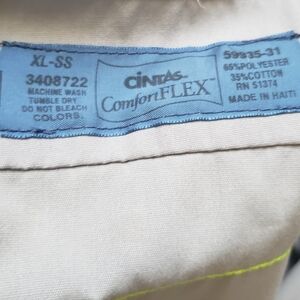 XL-SS
3408722
MACHINE WASH
TUMBLE DRY
DO NOT BLEACH
COLORS.
CINTAS
ComfortFLEX
59935-31
65%POLYESTER
35%COTTON
RN 51374
MADE IN HAITI